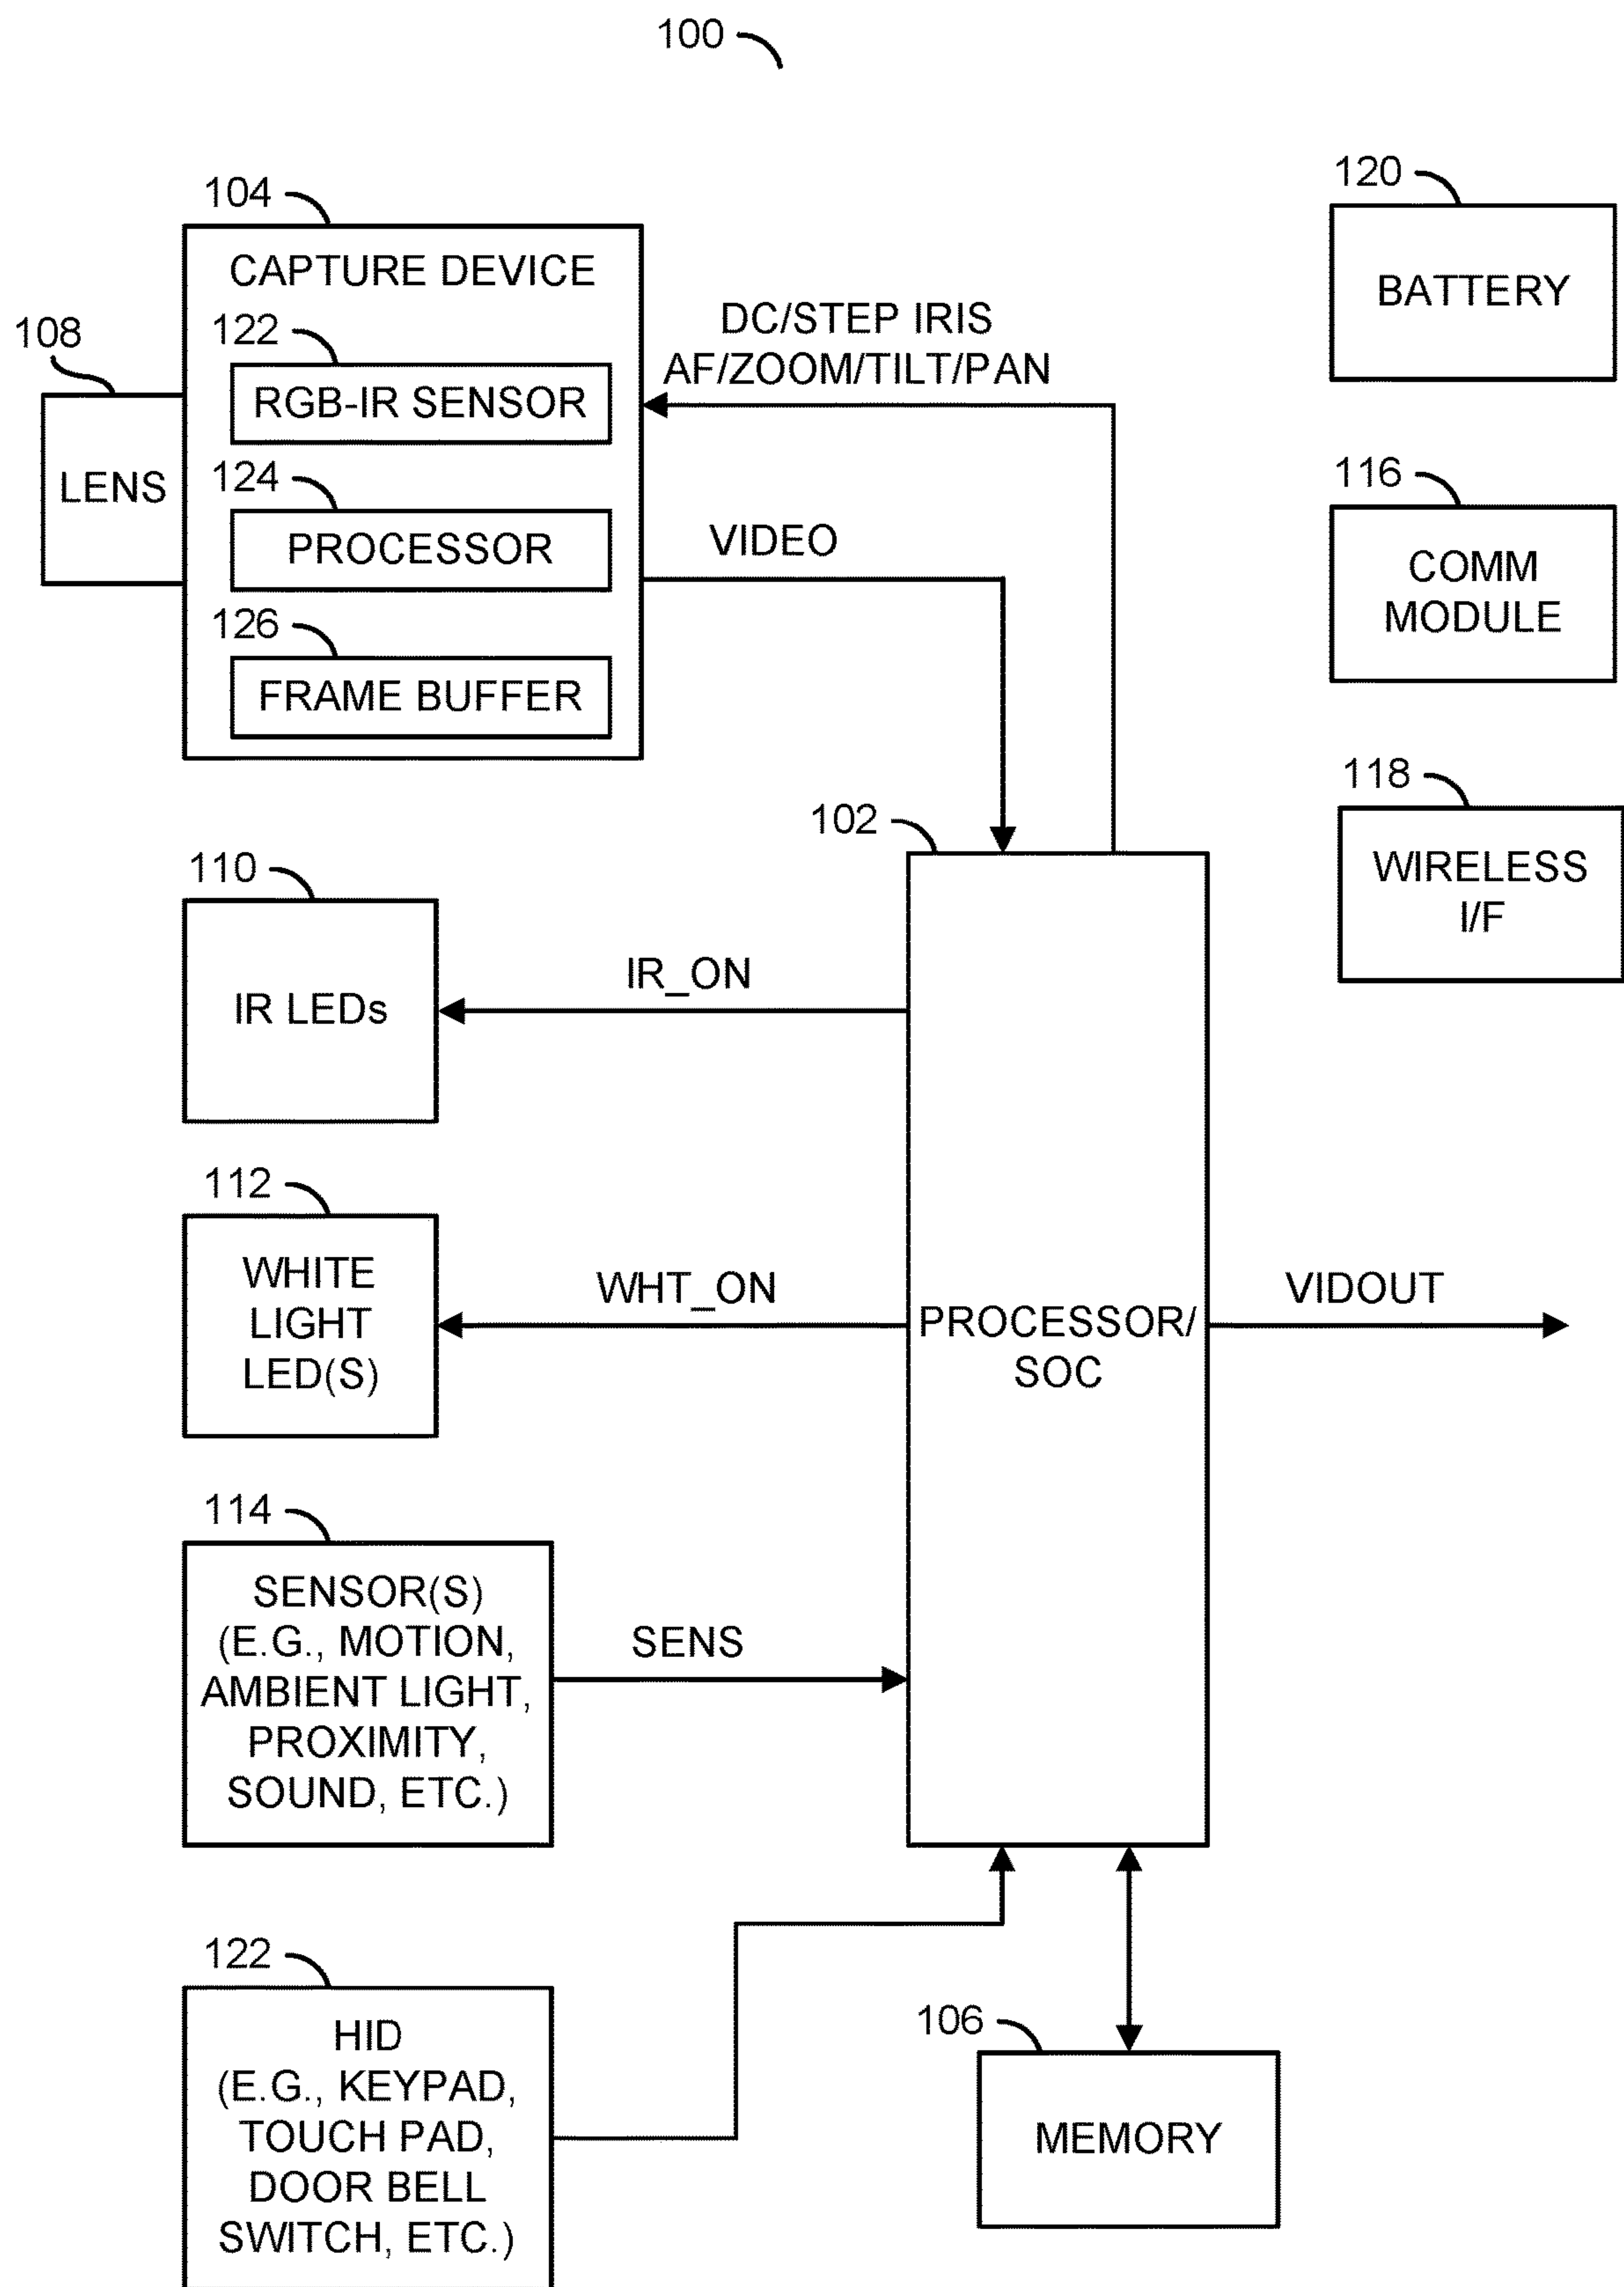 100
104
CAPTURE DEVICE
122
RGB-IR SENSOR
124
PROCESSOR
126
FRAME BUFFER
108
LENS
DC/STEP IRIS
AF/ZOOM/TILT/PAN
VIDEO
120
BATTERY
116
COMM
MODULE
118
WIRELESS
I/F
102
PROCESSOR/
SOC
110
IR LEDs
IR_ON
112
WHITE
LIGHT
LED(S)
WHT_ON
VIDOUT
114
SENSOR(S)
(E.G., MOTION,
AMBIENT LIGHT,
PROXIMITY,
SOUND, ETC.)
SENS
122
HID
(E.G., KEYPAD,
TOUCH PAD,
DOOR BELL
SWITCH, ETC.)
106
MEMORY